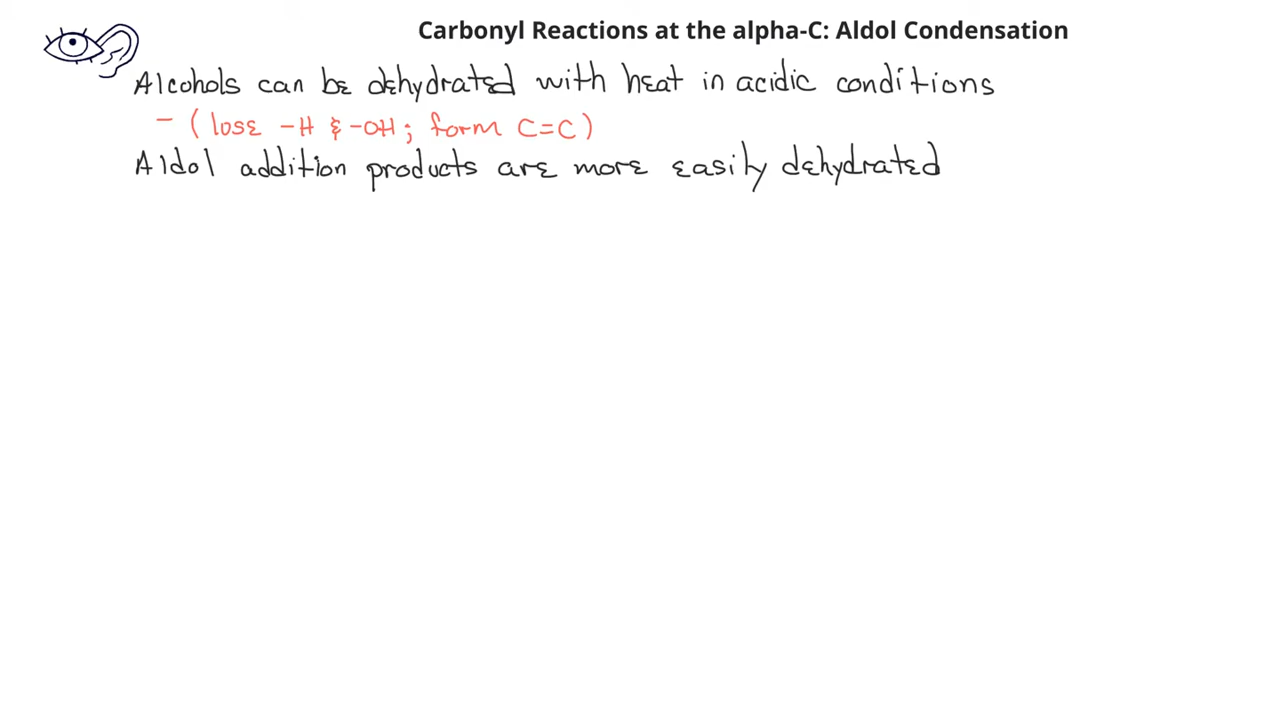 Carbonyl Reactions at the alpha-C: Aldol Condensation
Alcohols can be dehydrated with heat in acidic conditions
- (lose -H & -OH; form C=C)
Aldol addition products are more easily dehydrated